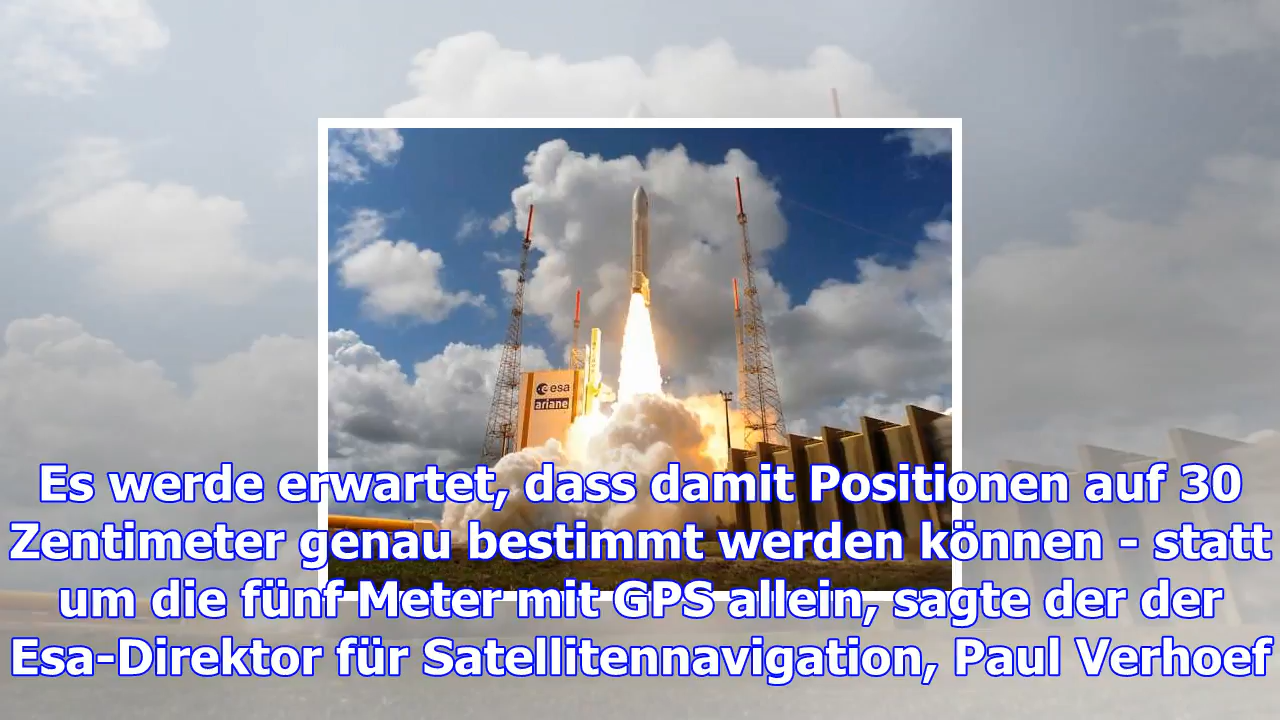 esa
ariane
Es werde erwartet, dass damit Positionen auf 30
Zentimeter genau bestimmt werden können - statt
um die fünf Meter mit GPS allein, sagte der der
Esa-Direktor für Satellitennavigation, Paul Verhoef